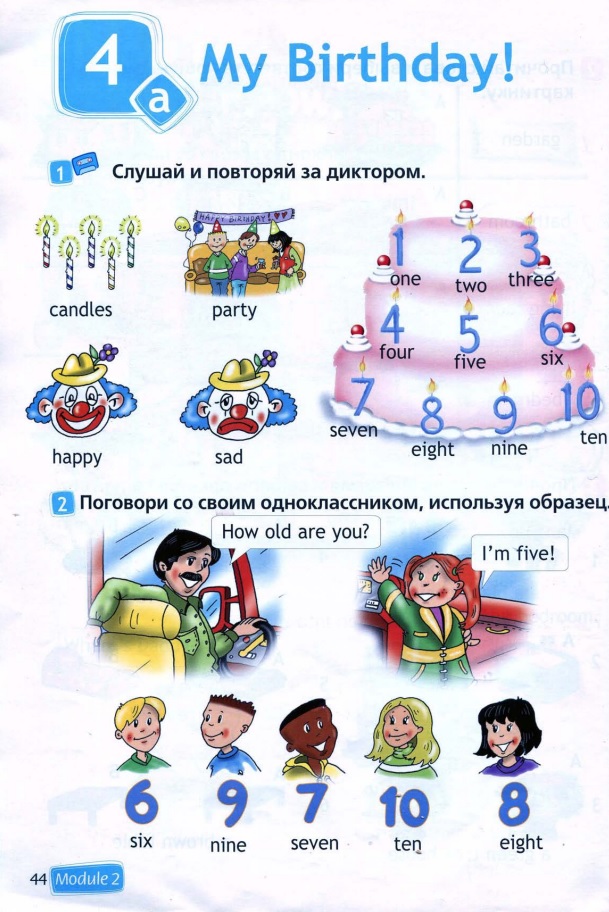 4
a
My Birthday!
1 Слушай и повторяй за диктором.
HAPPY BIRTHDAY!
candles
party
happy
sad
1 2 3
one two three
4 5 6
four five six
7 8 9 10
seven eight nine ten
2 Поговори со своим одноклассником, используя образец.
How old are you?
I'm five!
6 9 7 10 8
six nine seven ten eight
44 Module 2